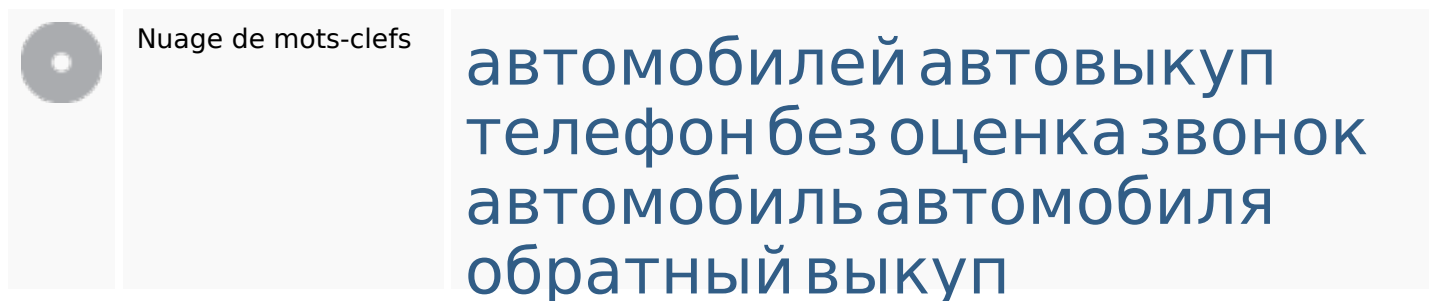 Nuage de mots-clefs
автомобилей автовыкуп
телефон без оценка звонок
автомобиль автомобиля
обратный выкуп